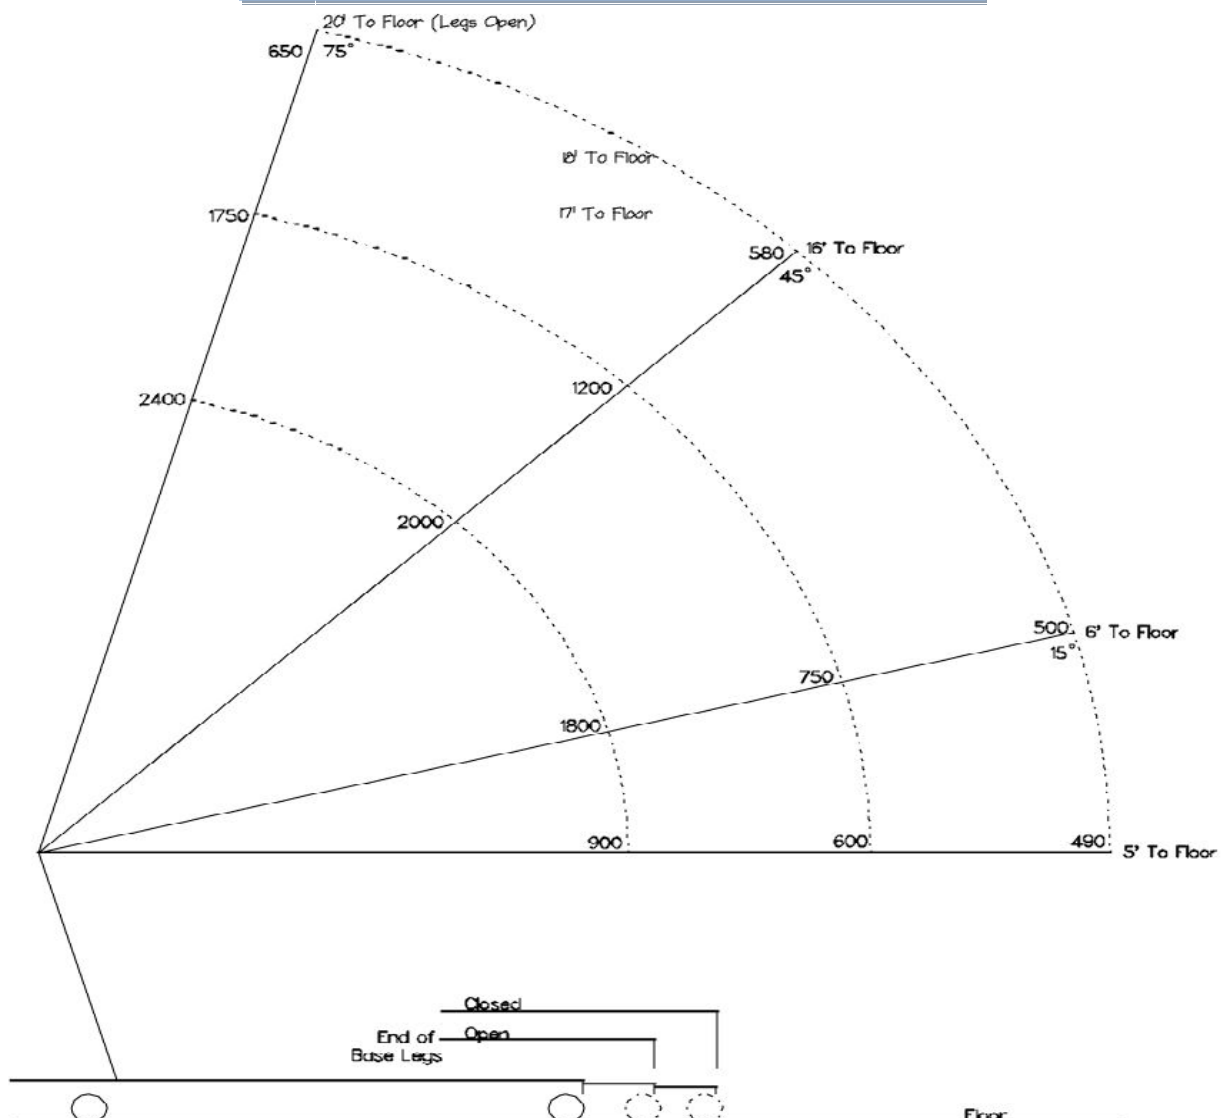 20' To Floor (Legs Open)
650 75°
18' To Floor
1750
17' To Floor
580 16' To Floor
45°
1200
2400
2000
500 6' To Floor
15°
750
1800
900
600
490
5' To Floor
Closed
End of Open
Base Legs
Floor